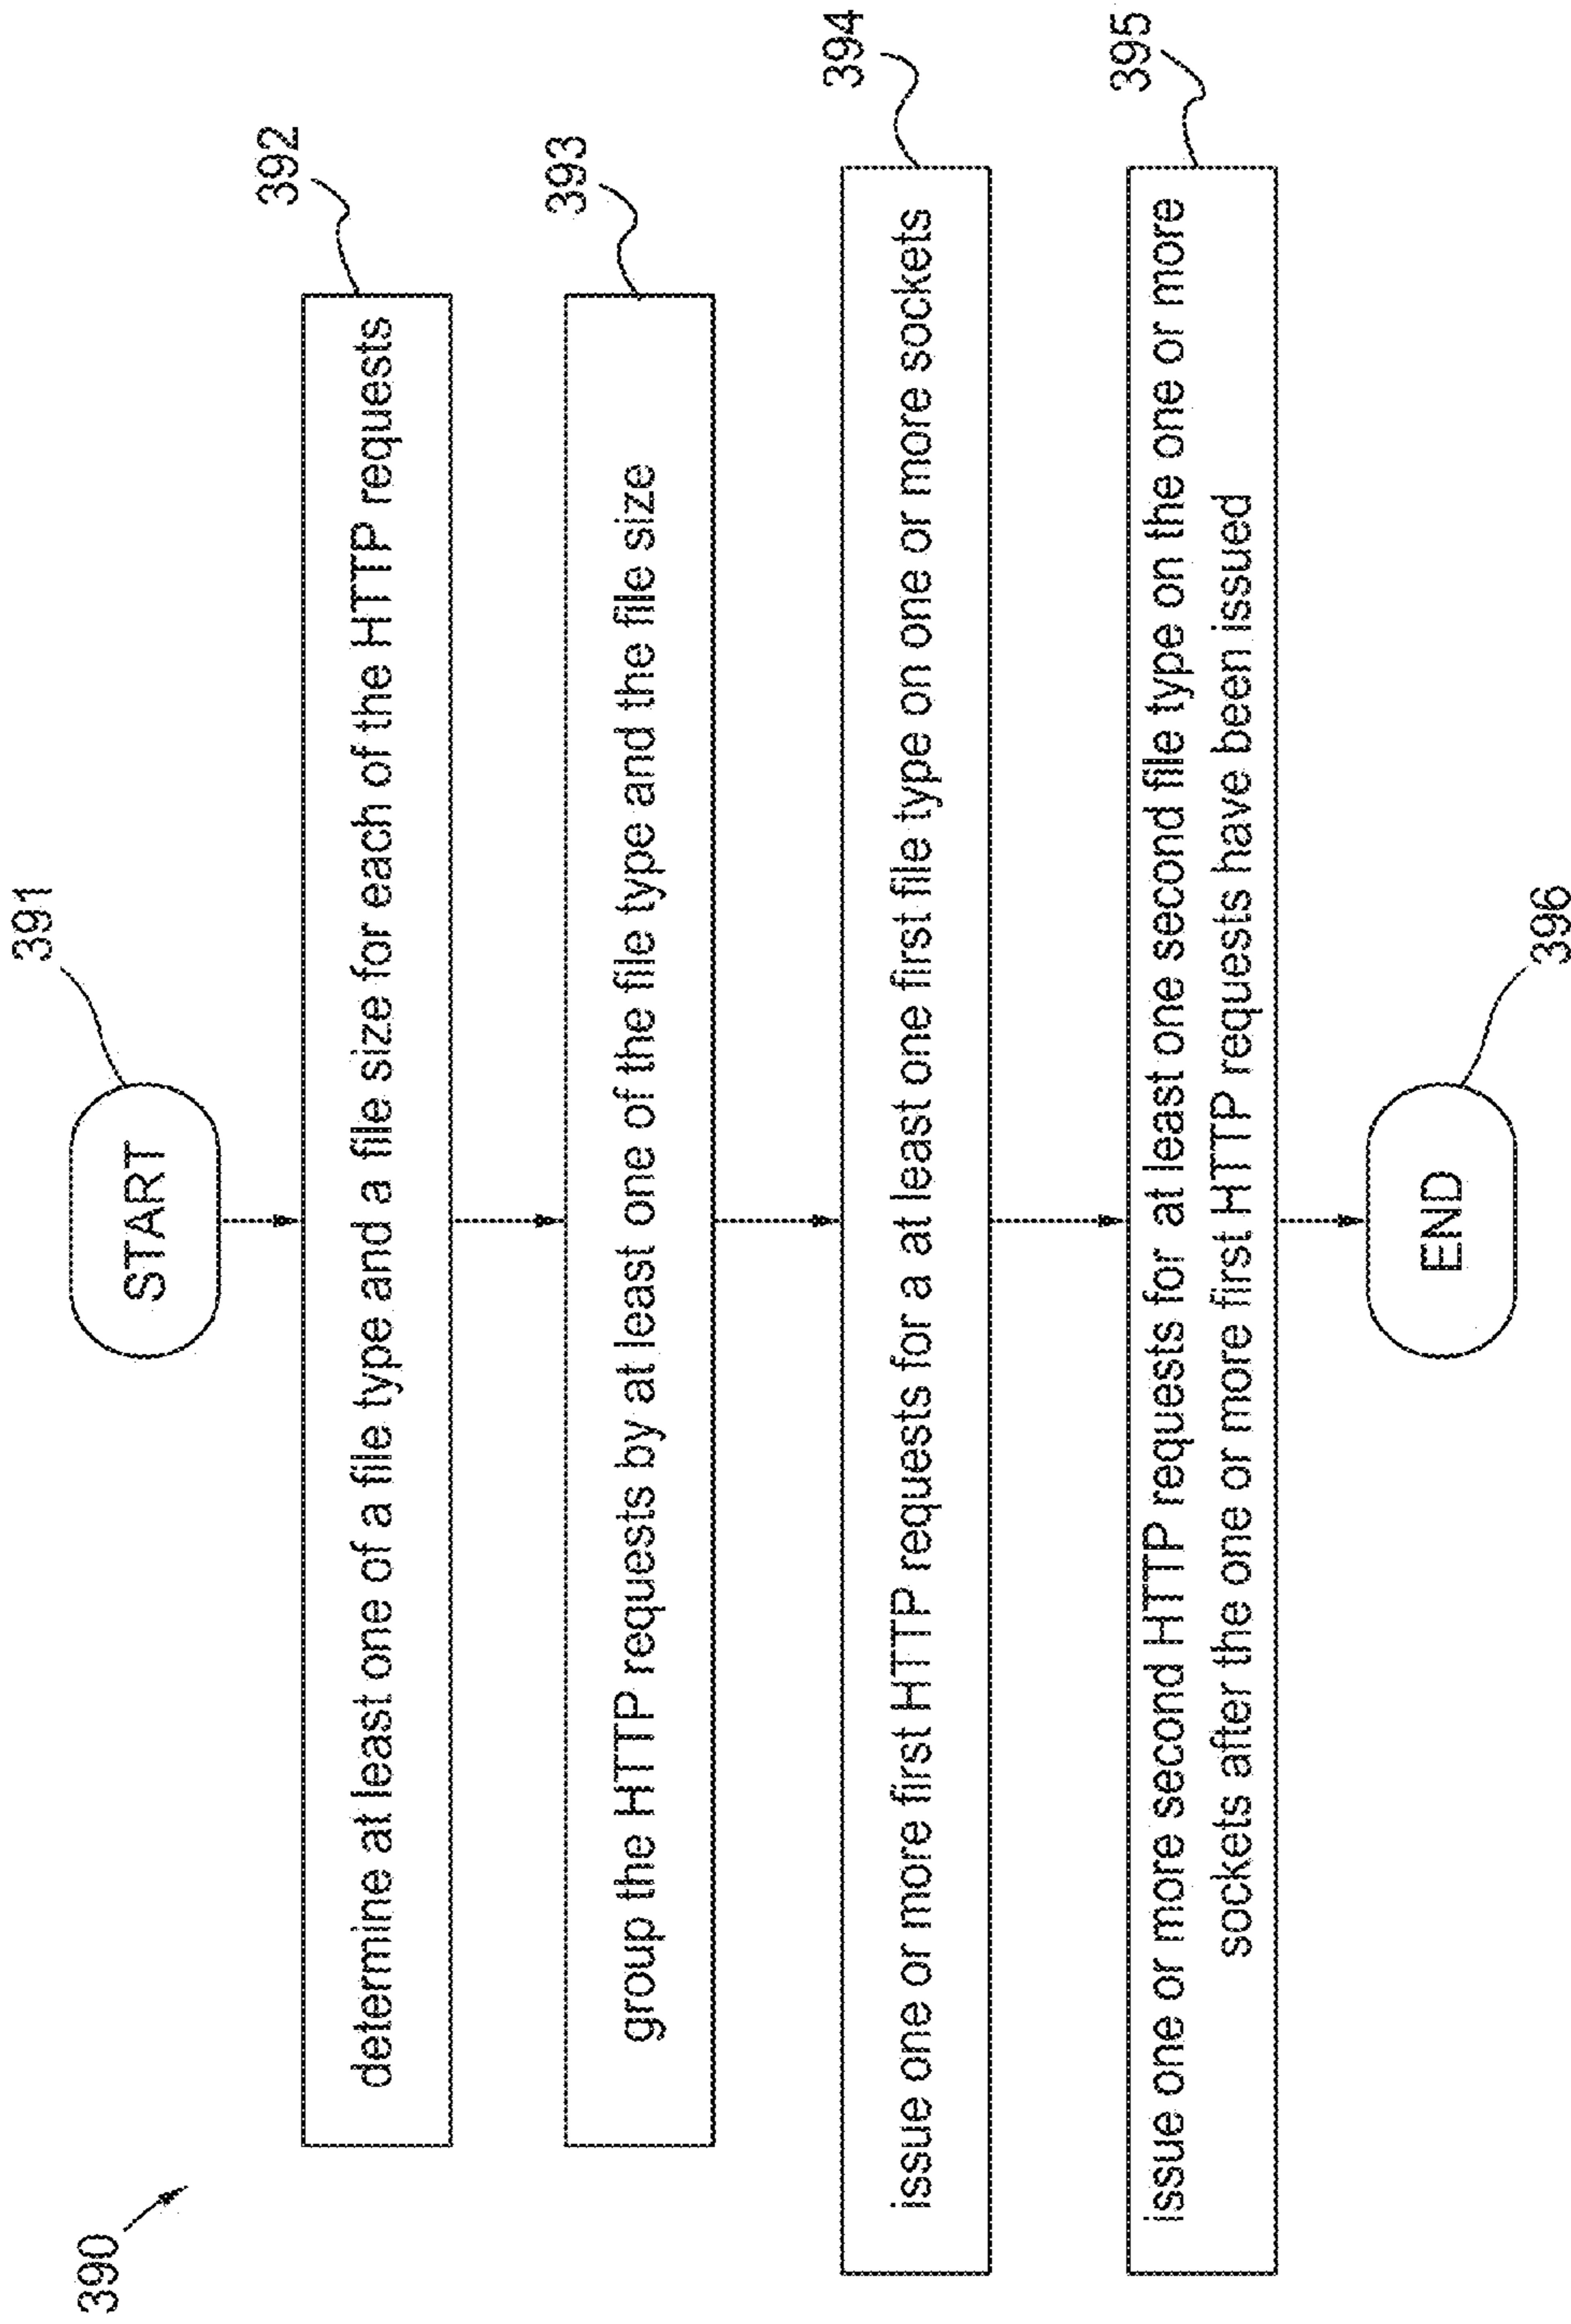 390
START
391
determine at least one of a file type and a file size for each of the HTTP requests
392
group the HTTP requests by at least one of the file type and the file size
393
issue one or more first HTTP requests for a at least one first file type on one or more sockets
394
issue one or more second HTTP requests for at least one second file type on the one or more
sockets after the one or more first HTTP requests have been issued
395
END
396